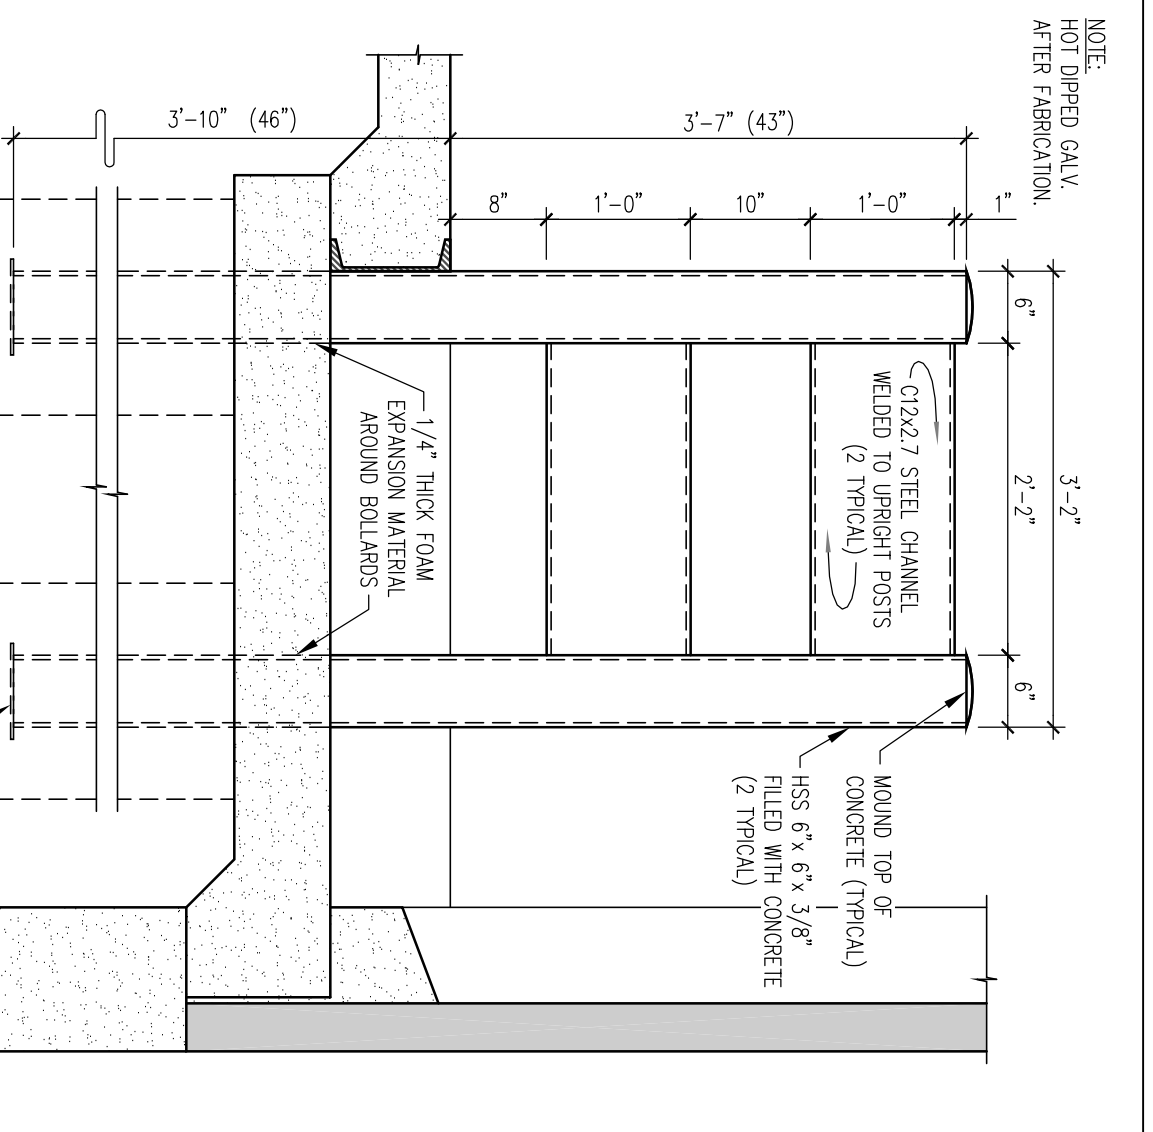 NOTE:
HOT DIPPED GALV.
AFTER FABRICATION.
3'-10" (46")
3'-7" (43")
8"
1'-0"
10"
1'-0"
1"
6"
2'-2"
6"
3'-2"
C12x2.7 STEEL CHANNEL
WELDED TO UPRIGHT POSTS
(2 TYPICAL)
1/4" THICK FOAM
EXPANSION MATERIAL
AROUND BOLLARDS
MOUND TOP OF
CONCRETE (TYPICAL)
HSS 6"x 6"x 3/8"
FILLED WITH CONCRETE
(2 TYPICAL)